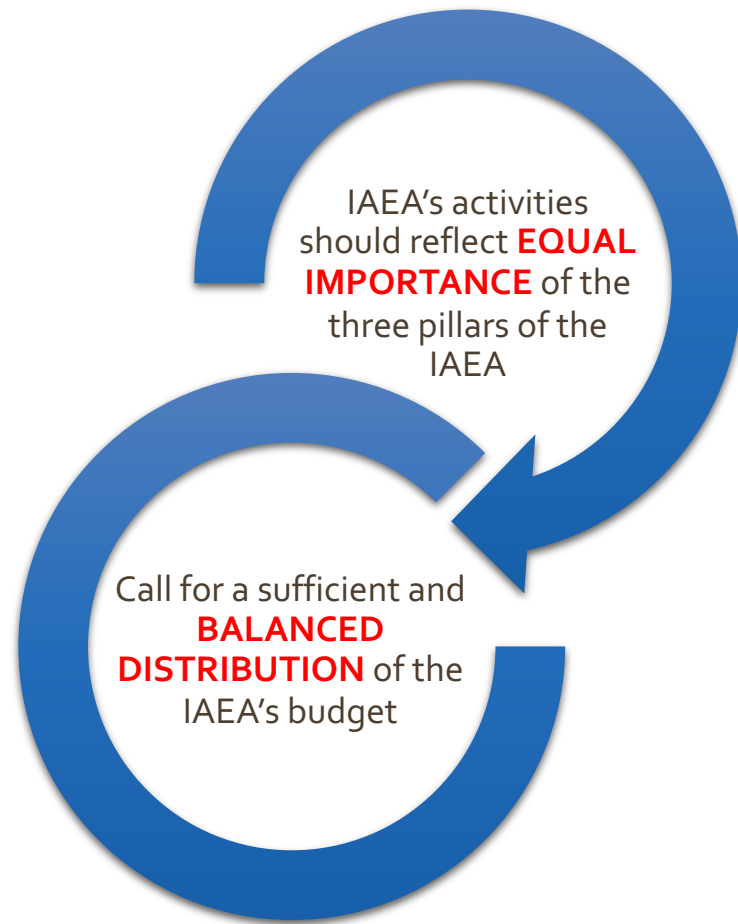 IAEA’s activities
should reflect EQUAL
IMPORTANCE of the
three pillars of the
IAEA
Call for a sufficient and
BALANCED
DISTRIBUTION of the
IAEA’s budget